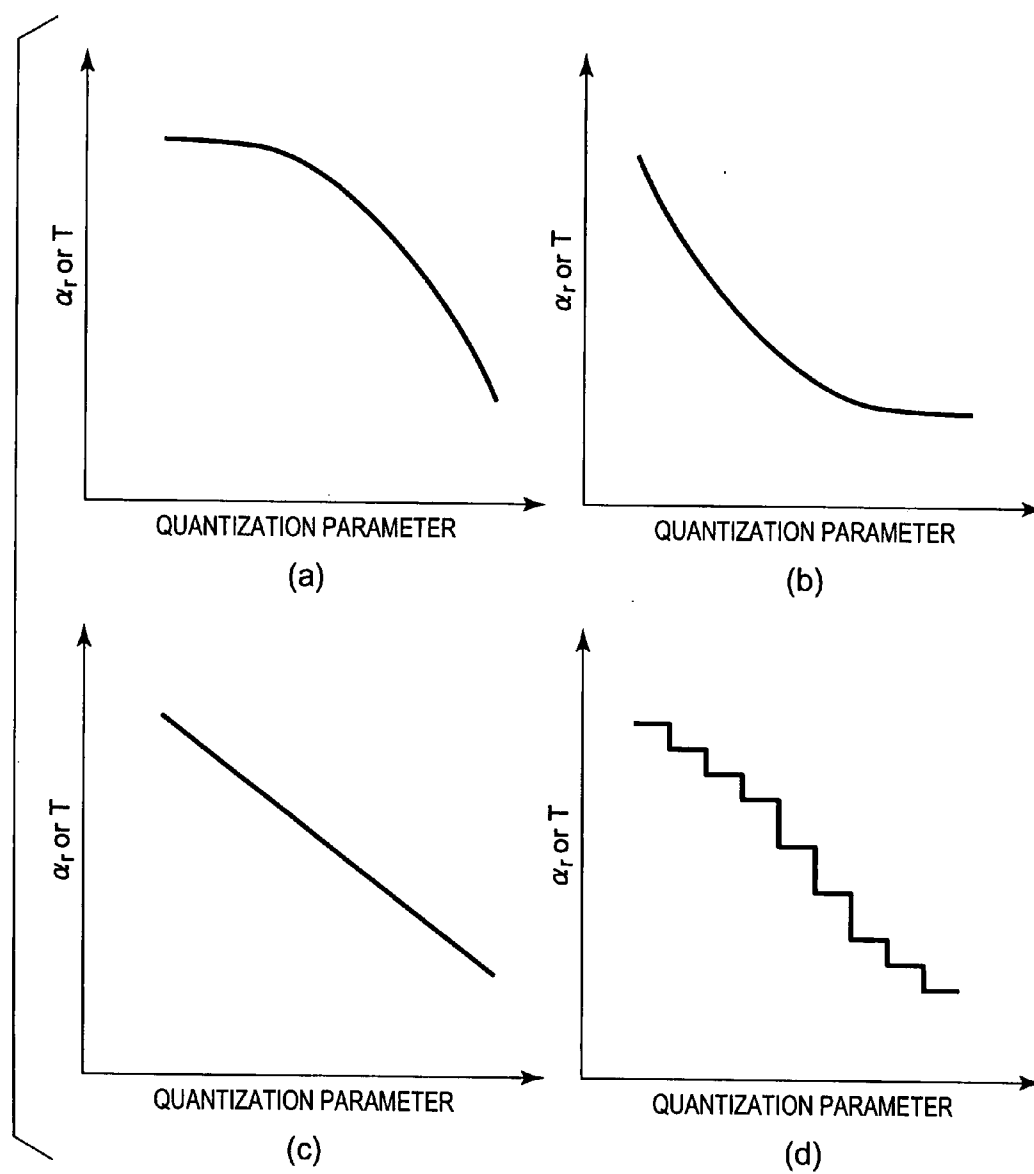 αr or T
QUANTIZATION PARAMETER
(a)
αr or T
QUANTIZATION PARAMETER
(b)
αr or T
QUANTIZATION PARAMETER
(c)
αr or T
QUANTIZATION PARAMETER
(d)